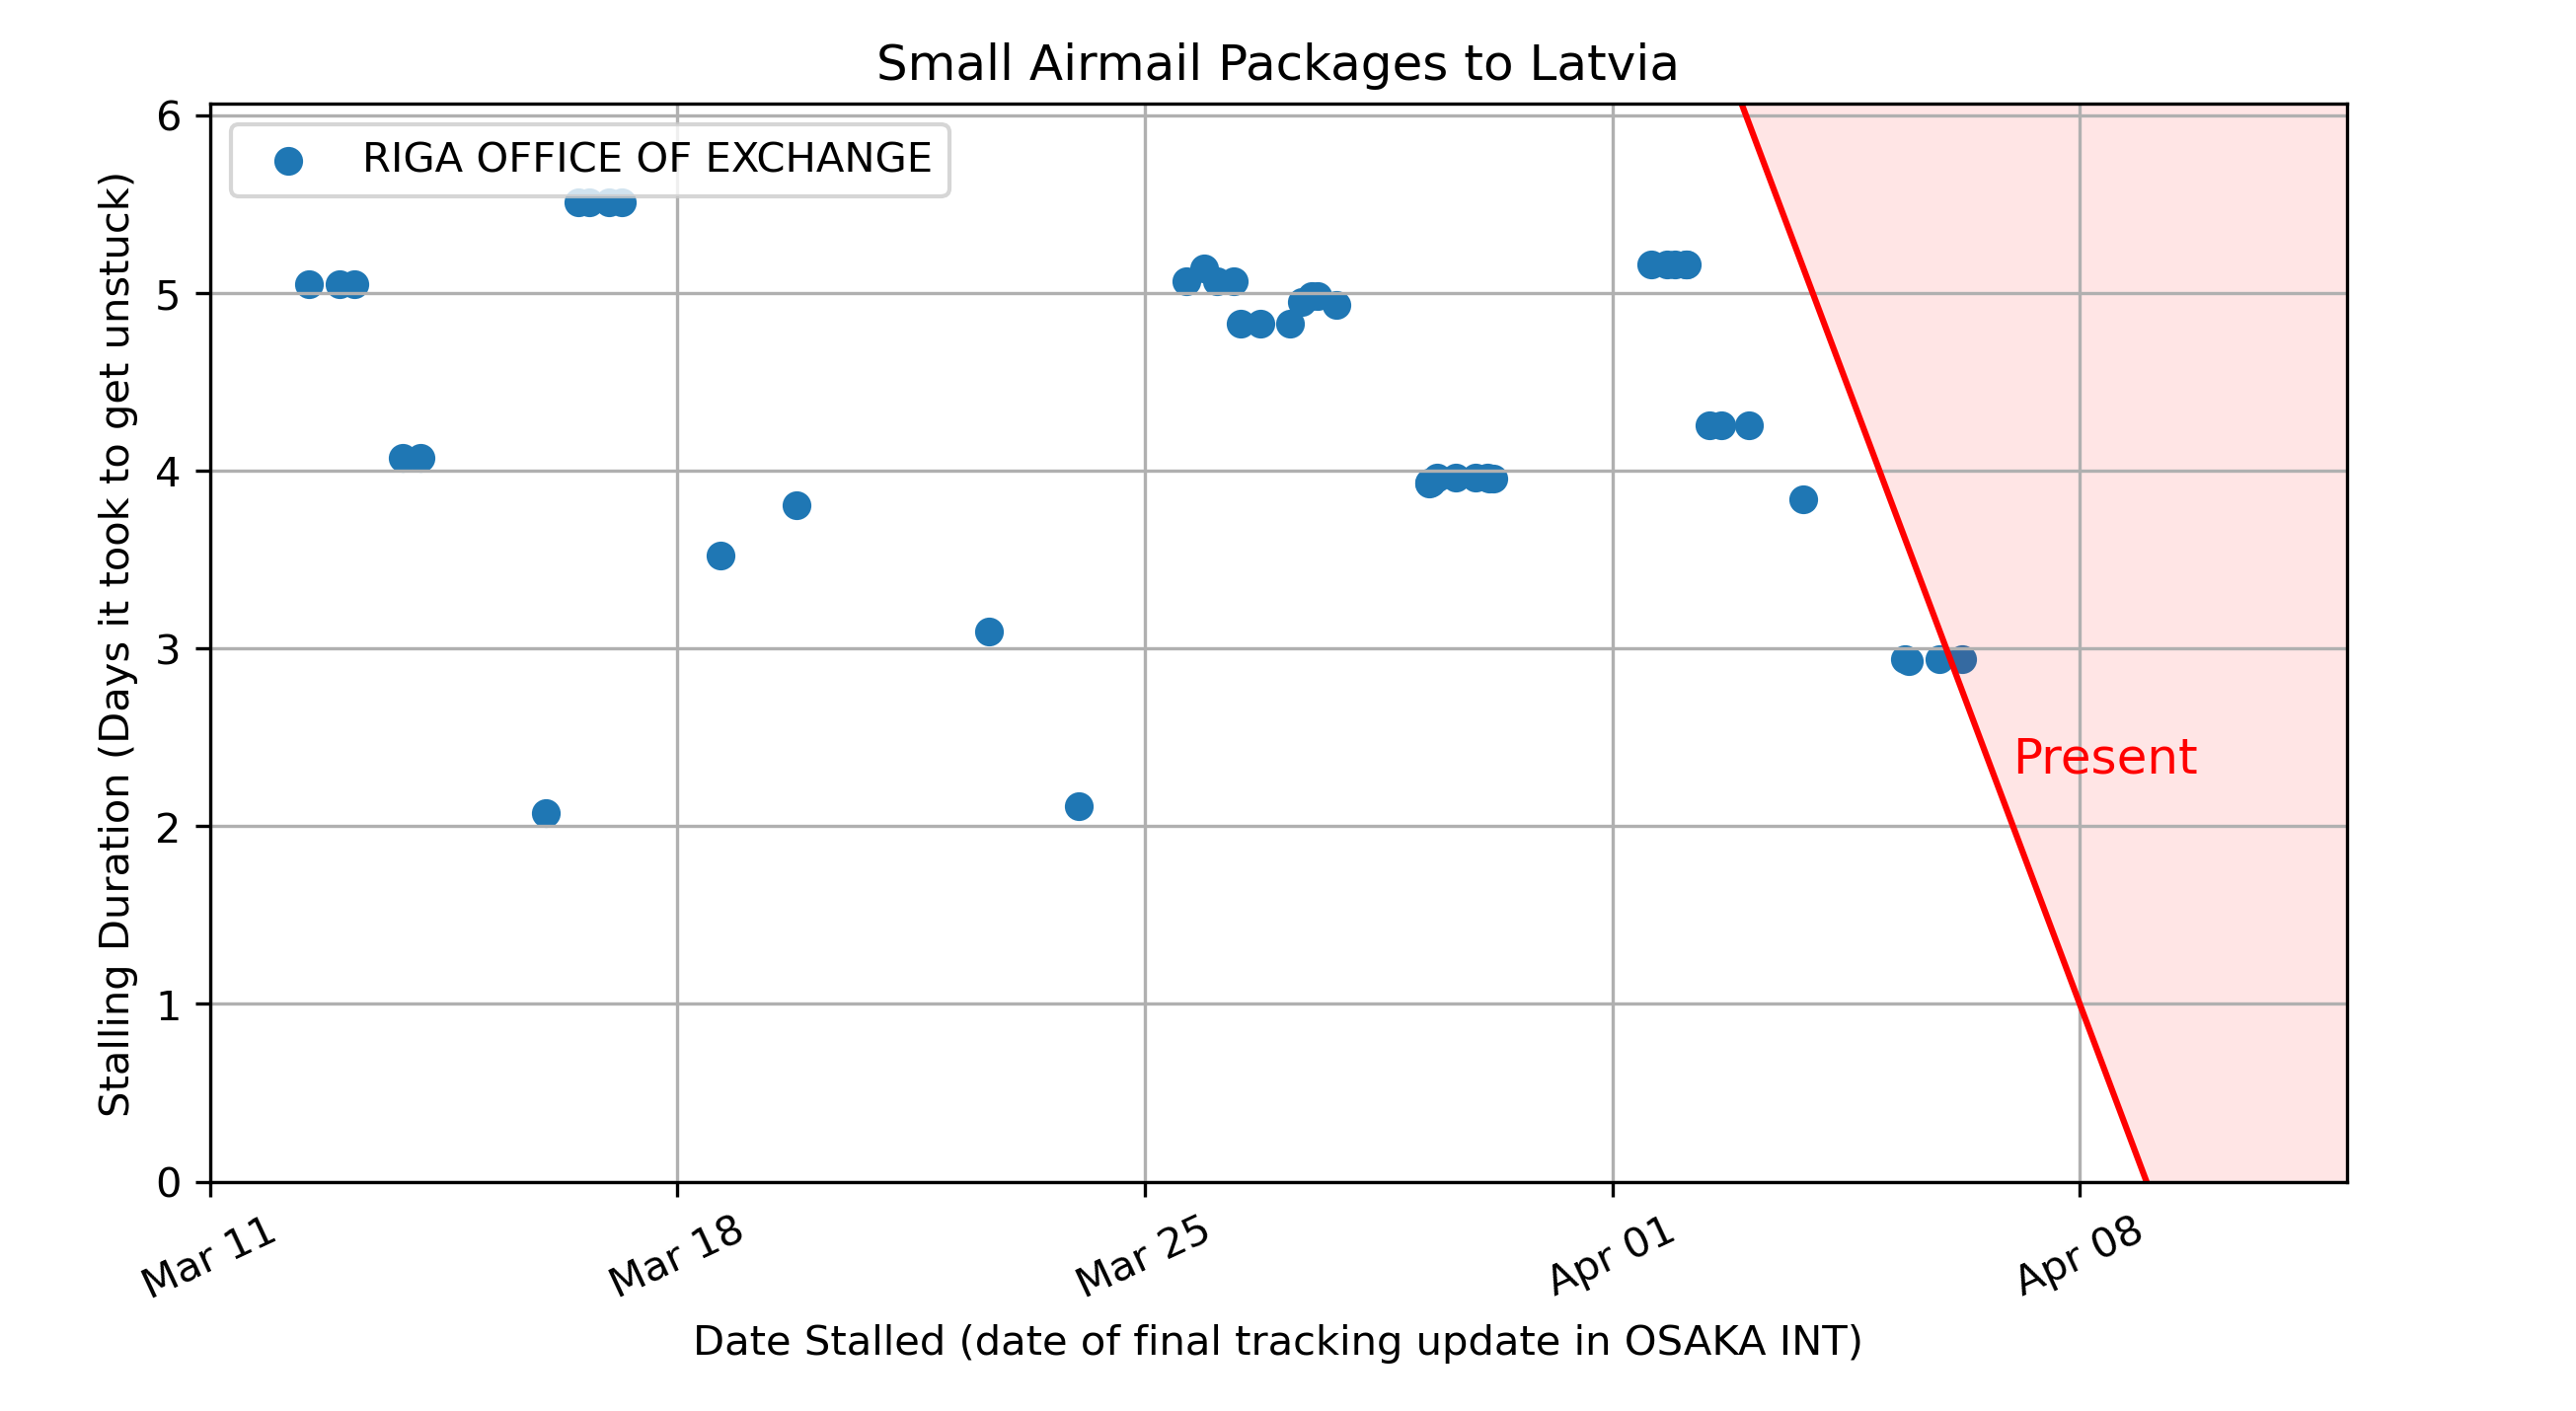 Small Airmail Packages to Latvia
RIGA OFFICE OF EXCHANGE
Stalling Duration (Days it took to get unstuck)
6
5
4
3
2
1
0
Present
Mar 11
Mar 18
Mar 25
Apr 01
Apr 08
Date Stalled (date of final tracking update in OSAKA INT)